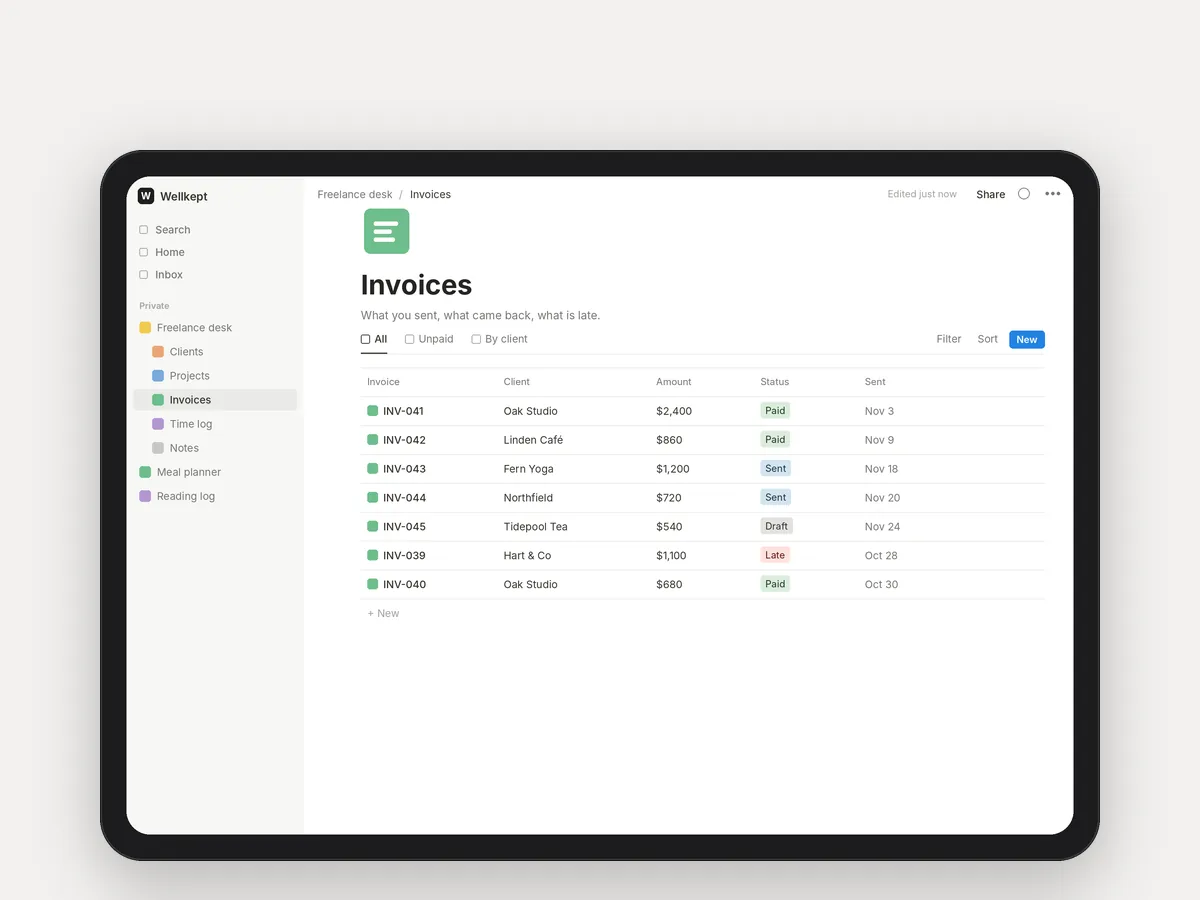 W Wellkept
Search
Home
Inbox
Private
Freelance desk
Clients
Projects
Invoices
Time log
Notes
Meal planner
Reading log
Freelance desk / Invoices
Edited just now Share •••
Invoices
What you sent, what came back, what is late.
All Unpaid By client
Filter Sort New
Invoice Client Amount Status Sent
INV-041 Oak Studio $2,400 Paid Nov 3
INV-042 Linden Café $860 Paid Nov 9
INV-043 Fern Yoga $1,200 Sent Nov 18
INV-044 Northfield $720 Sent Nov 20
INV-045 Tidepool Tea $540 Draft Nov 24
INV-039 Hart & Co $1,100 Late Oct 28
INV-040 Oak Studio $680 Paid Oct 30
+ New